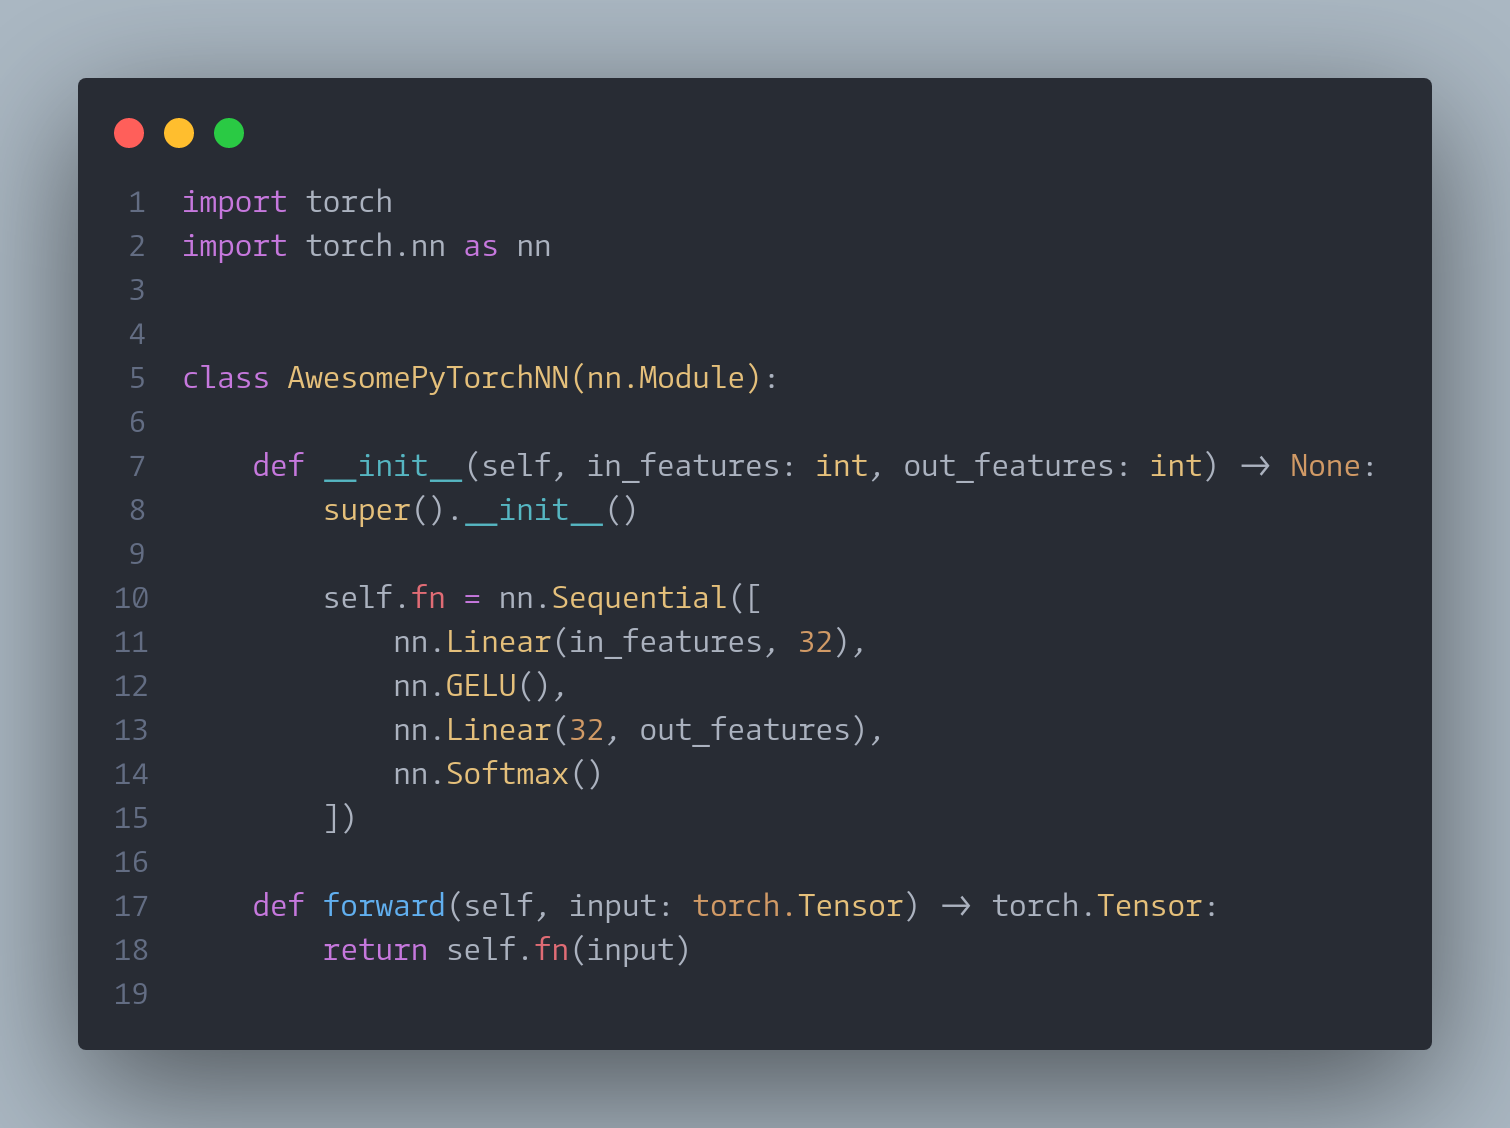 1 import torch
2 import torch.nn as nn
3
4
5 class AwesomePyTorchNN(nn.Module):
6
7     def __init__(self, in_features: int, out_features: int) -> None:
8         super().__init__()
9
10         self.fn = nn.Sequential([
11             nn.Linear(in_features, 32),
12             nn.GELU(),
13             nn.Linear(32, out_features),
14             nn.Softmax()
15         ])
16
17     def forward(self, input: torch.Tensor) -> torch.Tensor:
18         return self.fn(input)
19